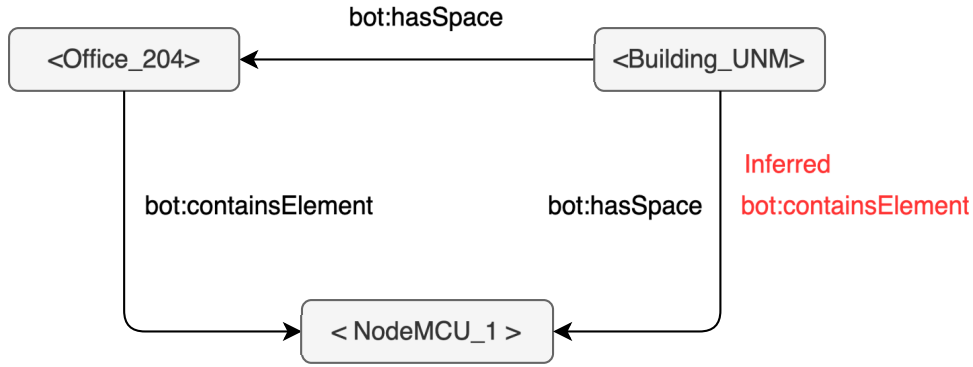 bot:hasSpace
<Office_204>
<Building_UNM>
Inferred
bot:containsElement
bot:hasSpace
bot:containsElement
< NodeMCU_1 >